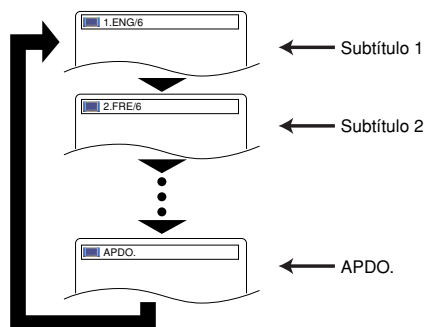 1.ENG/6
Subtítulo 1
2.FRE/6
Subtítulo 2
APDO.
APDO.